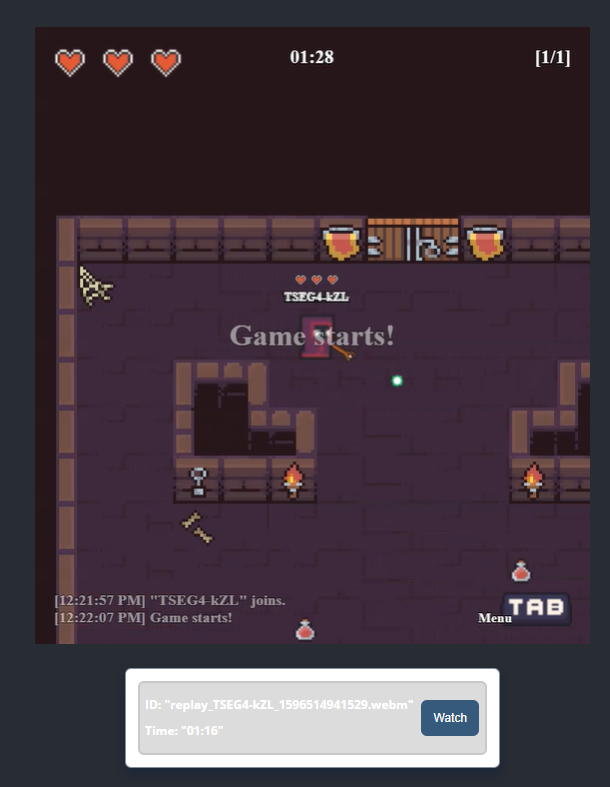 01:28
[1/1]
TSEG4-kZL
Game starts!
[12:21:57 PM] "TSEG4-kZL" joins.
[12:22:07 PM] Game starts!
Menu
TAB
ID: "replay_TSEG4-kZL_1596514941529.webm"
Time: "01:16"
Watch